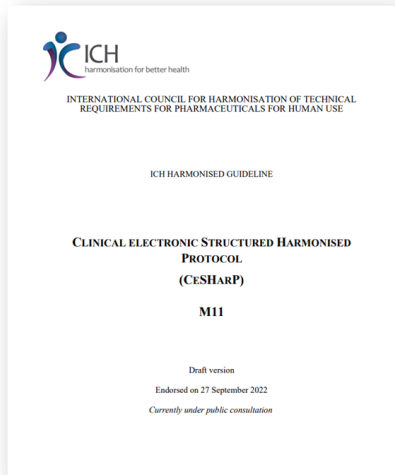 ICH
harmonisation for better health
INTERNATIONAL COUNCIL FOR HARMONISATION OF TECHNICAL
REQUIREMENTS FOR PHARMACEUTICALS FOR HUMAN USE
ICH HARMONISED GUIDELINE
CLINICAL ELECTRONIC STRUCTURED HARMONISED
PROTOCOL
(CESHARP)
M11
Draft version
Endorsed on 27 September 2022
Currently under public consultation